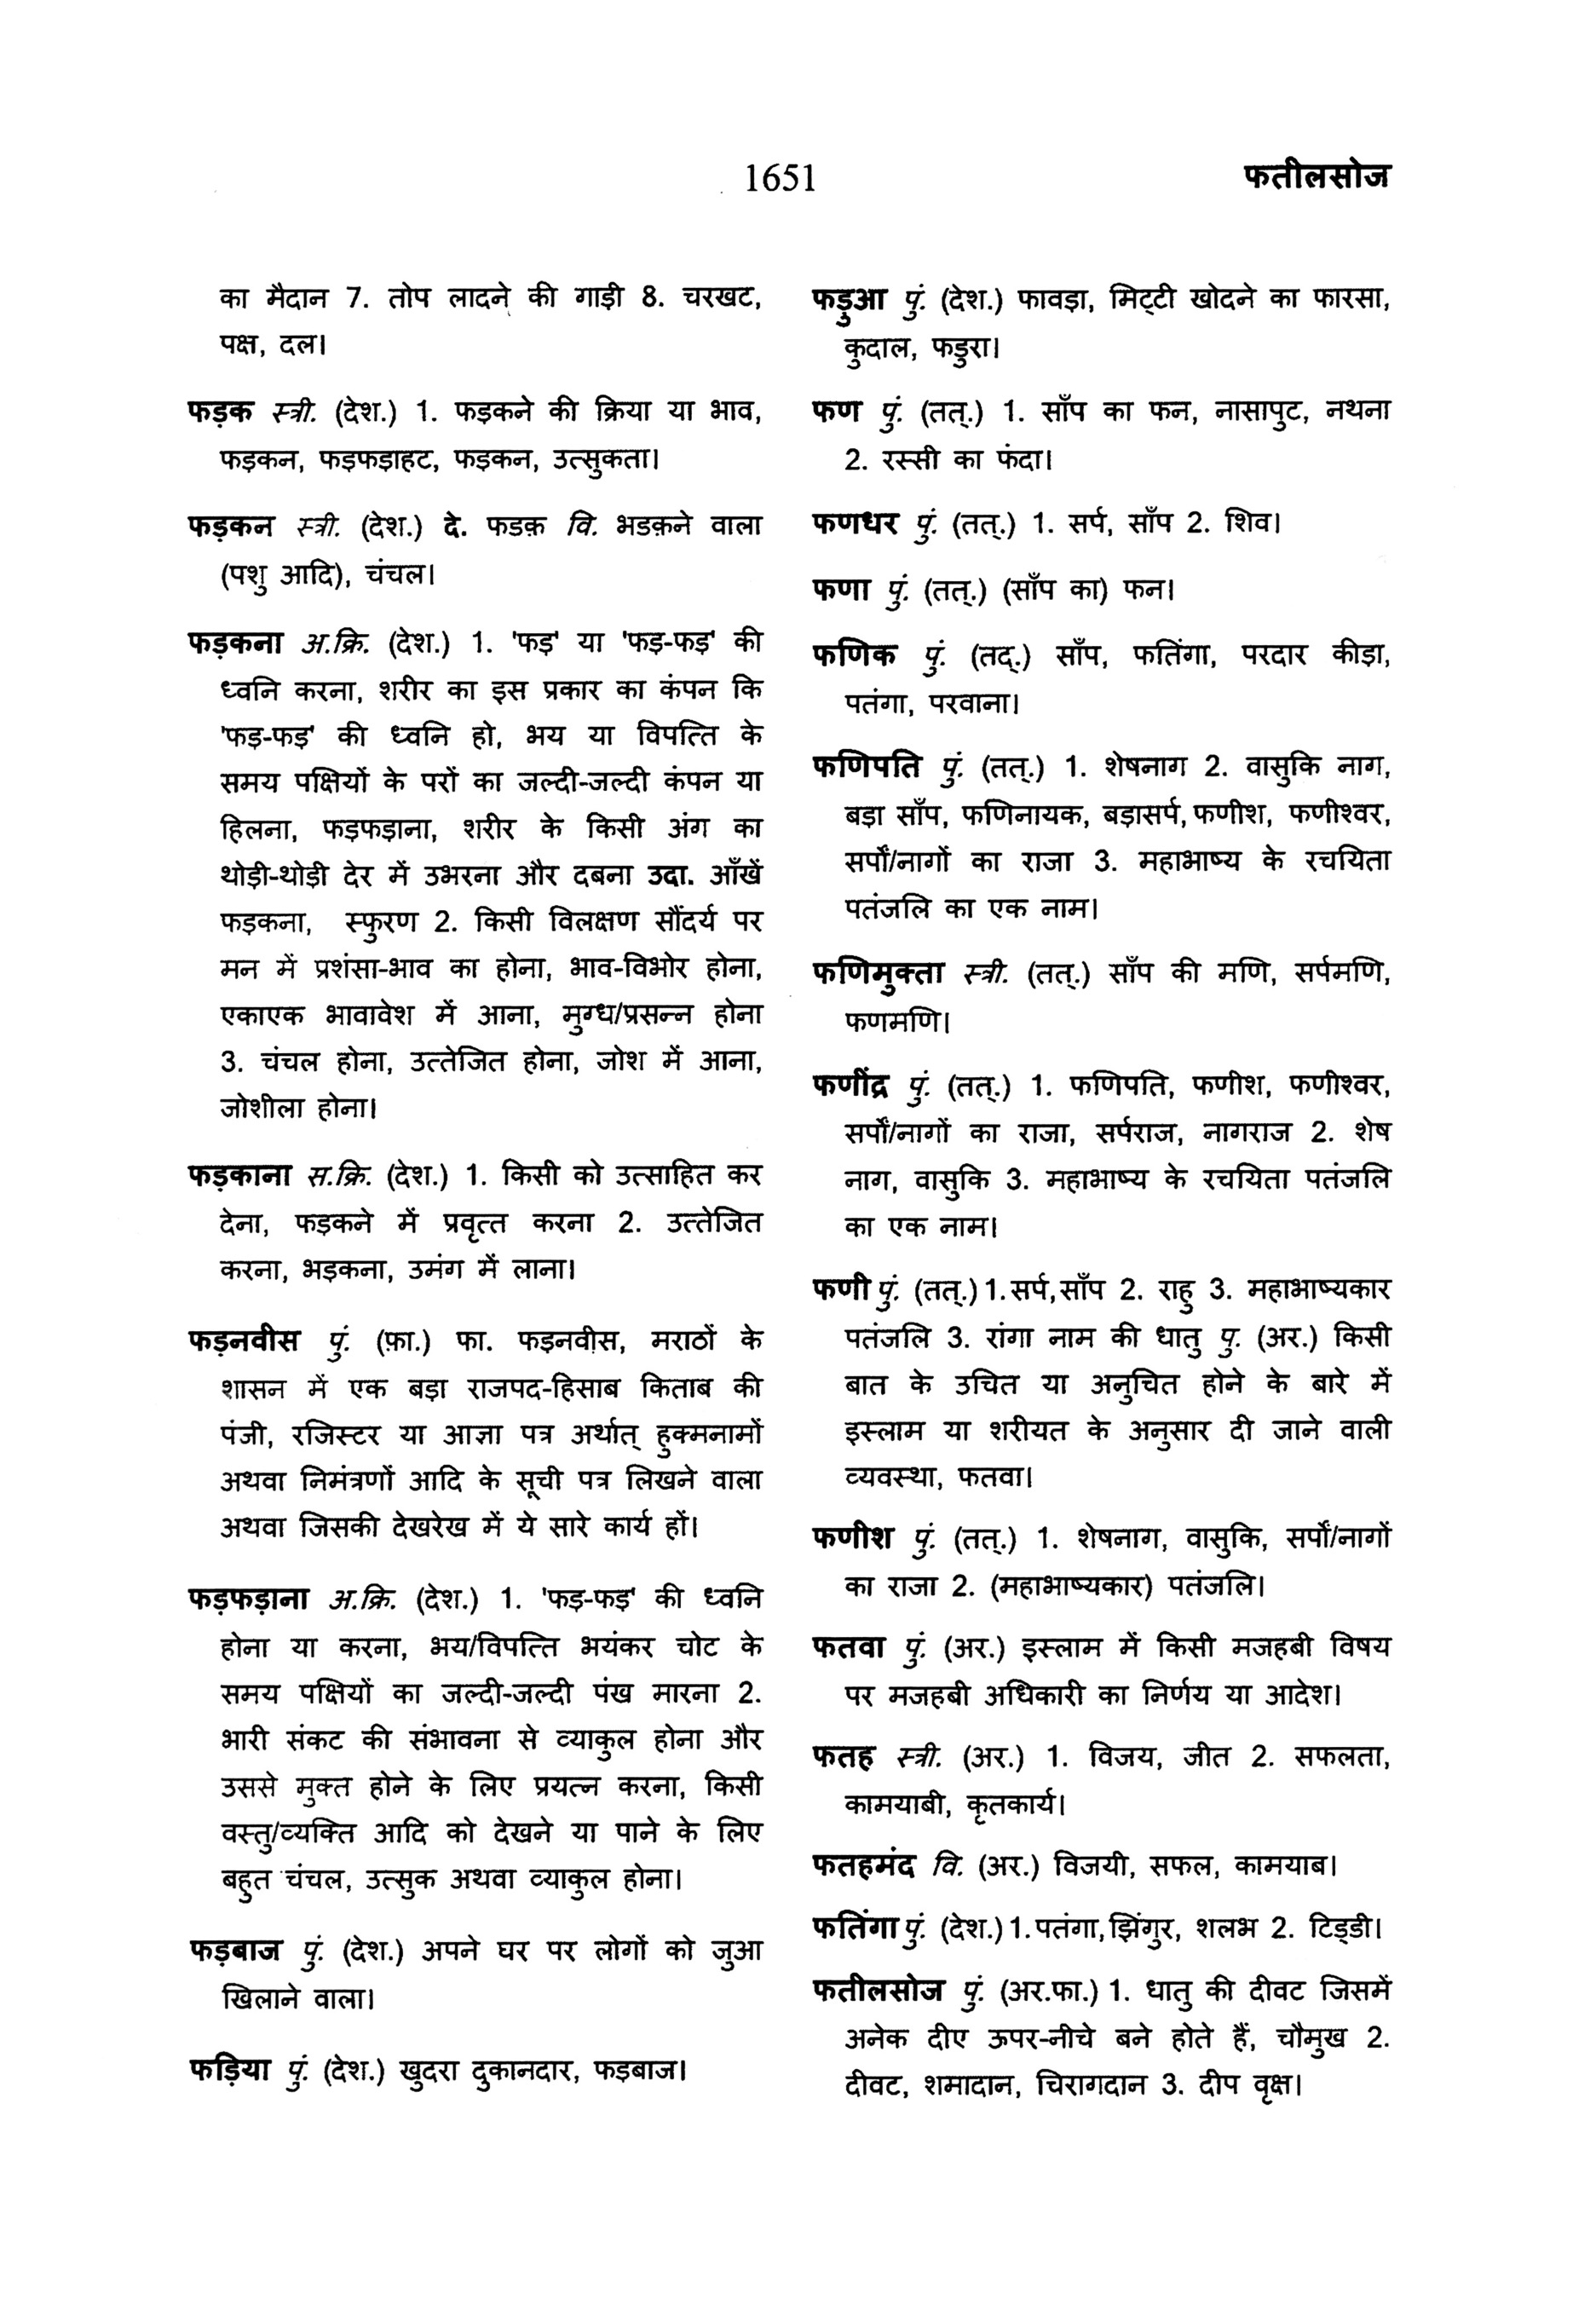 1651
फतीलसोज
का मैदान 7. तोप लादने की गाड़ी 8. चरखट,
पक्ष, दल।
फड़क स्त्री. (देश.) 1. फड़कने की क्रिया या भाव,
फड़कन, फड़फड़ाहट, फड़कन, उत्सुकता।
फड़कन स्त्री. (देश.) दे. फडक़ वि. भडक़ने वाला
(पशु आदि), चंचल।
फड़कना अ.क्रि. (देश.) 1. 'फड़' या 'फड़-फड़' की
ध्वनि करना, शरीर का इस प्रकार का कंपन कि
'फड़-फड़' की ध्वनि हो, भय या विपत्ति के
समय पक्षियों के परों का जल्दी-जल्दी कंपन या
हिलना, फड़फड़ाना, शरीर के किसी अंग का
थोड़ी-थोड़ी देर में उभरना और दबना उदा. आँखें
फड़कना, स्फुरण 2. किसी विलक्षण सौंदर्य पर
मन में प्रशंसा-भाव का होना, भाव-विभोर होना,
एकाएक भावावेश में आना, मुग्ध/प्रसन्न होना
3. चंचल होना, उत्तेजित होना, जोश में आना,
जोशीला होना।
फड़काना स.क्रि. (देश.) 1. किसी को उत्साहित कर
देना, फड़कने में प्रवृत्त करना 2. उत्तेजित
करना, भड़कना, उमंग में लाना।
फड़नवीस पुं. (फ़ा.) फा. फड़नवीस, मराठों के
शासन में एक बड़ा राजपद-हिसाब किताब की
पंजी, रजिस्टर या आज्ञा पत्र अर्थात् हुक्मनामों
अथवा निमंत्रणों आदि के सूची पत्र लिखने वाला
अथवा जिसकी देखरेख में ये सारे कार्य हों।
फड़फड़ाना अ.क्रि. (देश.) 1. 'फड़-फड़' की ध्वनि
होना या करना, भय/विपत्ति भयंकर चोट के
समय पक्षियों का जल्दी-जल्दी पंख मारना 2.
भारी संकट की संभावना से व्याकुल होना और
उससे मुक्त होने के लिए प्रयत्न करना, किसी
वस्तु/व्यक्ति आदि को देखने या पाने के लिए
बहुत चंचल, उत्सुक अथवा व्याकुल होना।
फड़बाज पुं. (देश.) अपने घर पर लोगों को जुआ
खिलाने वाला।
फड़िया पुं. (देश.) खुदरा दुकानदार, फड़बाज।
फड़ुआ पुं. (देश.) फावड़ा, मिट्टी खोदने का फारसा,
कुदाल, फडुरा।
फण पुं. (तत्.) 1. साँप का फन, नासापुट, नथना
2. रस्सी का फंदा।
फणधर पुं. (तत्.) 1. सर्प, साँप 2. शिव।
फणा पुं. (तत्.) (साँप का) फन।
फणिक पुं. (तद्.) साँप, फतिंगा, परदार कीड़ा,
पतंगा, परवाना।
फणिपति पुं. (तत्.) 1. शेषनाग 2. वासुकि नाग,
बड़ा साँप, फणिनायक, बड़ासर्प, फणीश, फणीश्वर,
सर्पों/नागों का राजा 3. महाभाष्य के रचयिता
पतंजलि का एक नाम।
फणिमुक्ता स्त्री. (तत्.) साँप की मणि, सर्पमणि,
फणमणि।
फणींद्र पुं. (तत्.) 1. फणिपति, फणीश, फणीश्वर,
सर्पों/नागों का राजा, सर्पराज, नागराज 2. शेष
नाग, वासुकि 3. महाभाष्य के रचयिता पतंजलि
का एक नाम।
फणी पुं. (तत्.) 1. सर्प, साँप 2. राहु 3. महाभाष्यकार
पतंजलि 3. रांगा नाम की धातु पु. (अर.) किसी
बात के उचित या अनुचित होने के बारे में
इस्लाम या शरीयत के अनुसार दी जाने वाली
व्यवस्था, फतवा।
फणीश पुं. (तत्.) 1. शेषनाग, वासुकि, सर्पों/नागों
का राजा 2. (महाभाष्यकार) पतंजलि।
फतवा पुं. (अर.) इस्लाम में किसी मजहबी विषय
पर मजहबी अधिकारी का निर्णय या आदेश।
फतह स्त्री. (अर.) 1. विजय, जीत 2. सफलता,
कामयाबी, कृतकार्य।
फतहमंद वि. (अर.) विजयी, सफल, कामयाब।
फतिंगा पुं. (देश.) 1. पतंगा, झिंगुर, शलभ 2. टिड्डी।
फतीलसोज पुं. (अर.फा.) 1. धातु की दीवट जिसमें
अनेक दीए ऊपर-नीचे बने होते हैं, चौमुख 2.
दीवट, शमादान, चिरागदान 3. दीप वृक्ष।